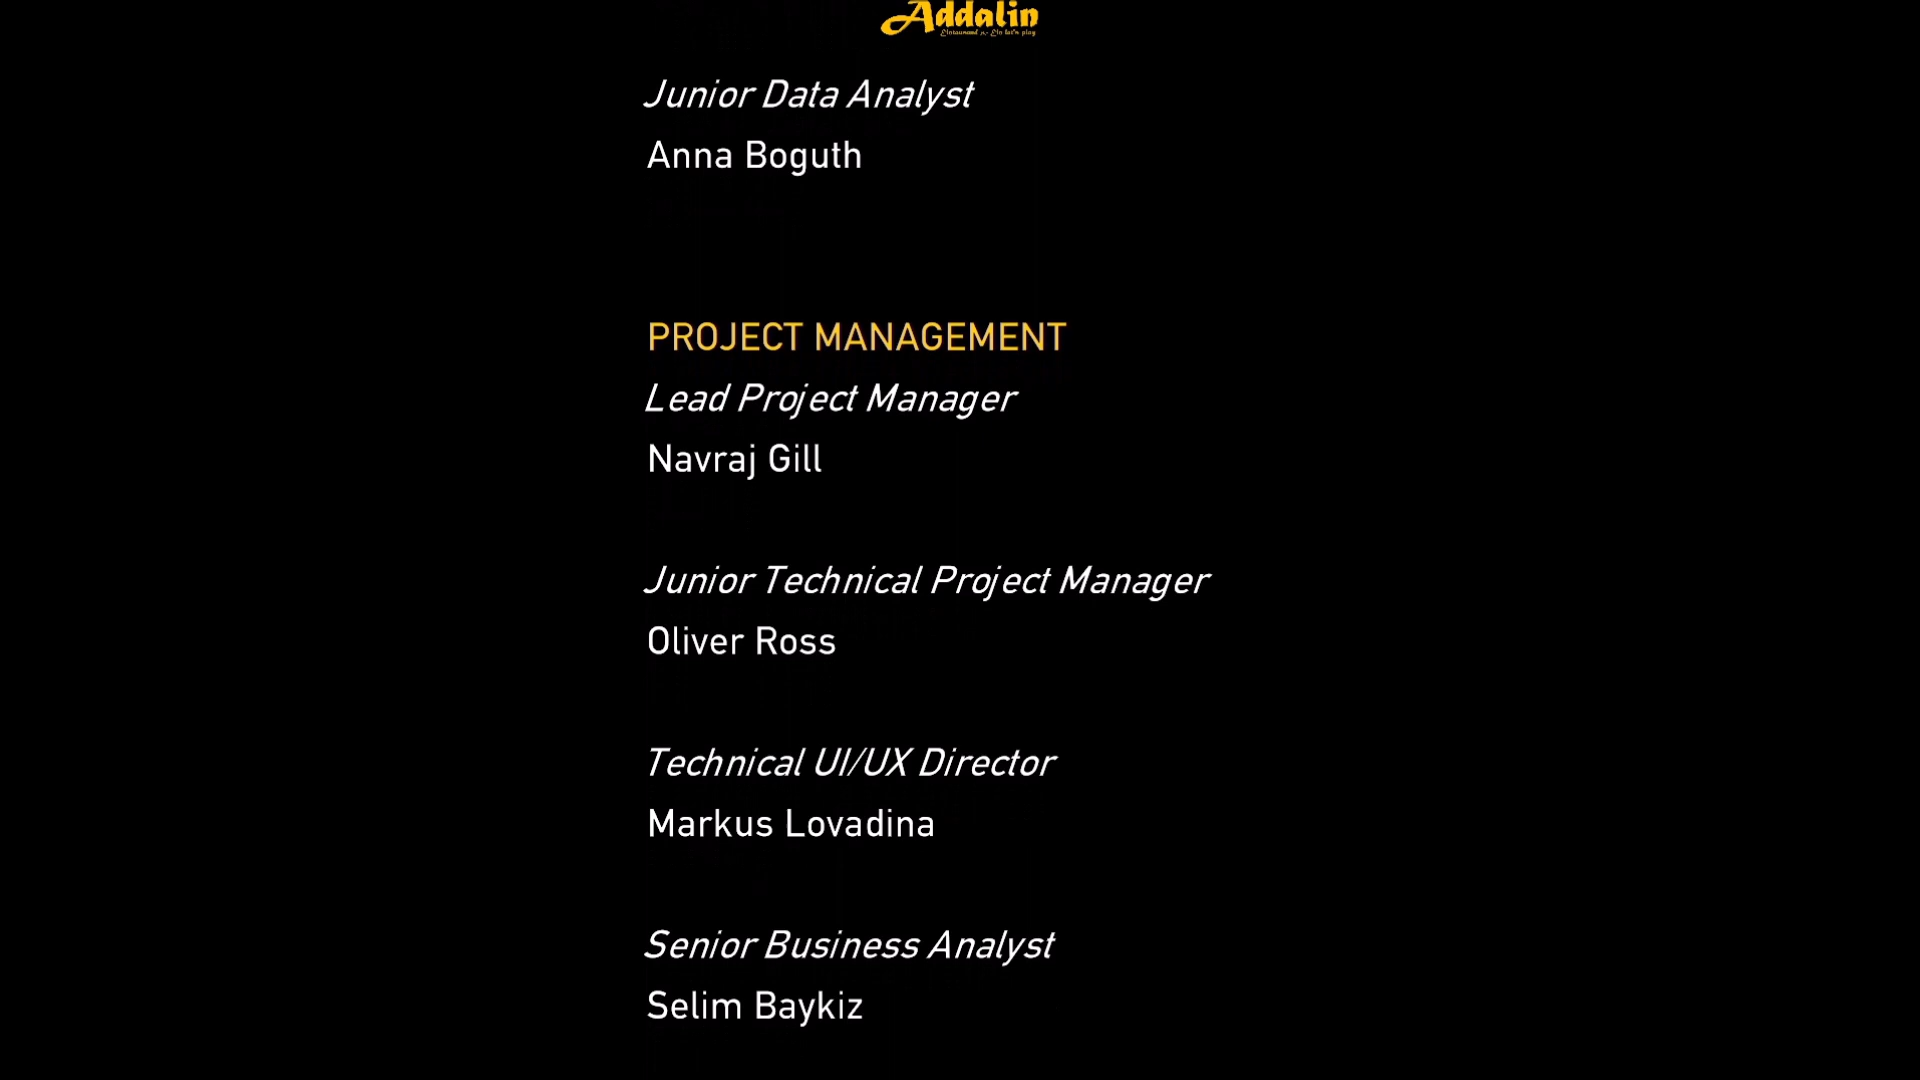 Addalin
Junior Data Analyst
Anna Boguth
PROJECT MANAGEMENT
Lead Project Manager
Navraj Gill
Junior Technical Project Manager
Oliver Ross
Technical UI/UX Director
Markus Lovadina
Senior Business Analyst
Selim Baykiz